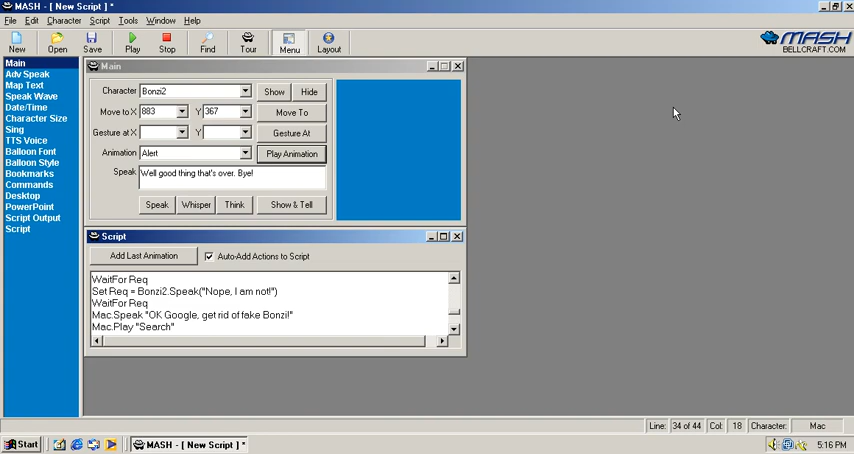 MASH - [ New Script ] *
File Edit Character Script Tools Window Help
New Open Save Play Stop Find Tour Menu Layout
MASH
BELLCRAFT.COM
Main
Adv Speak
Map Text
Speak Wave
Date/Time
Character Size
Sing
TTS Voice
Balloon Font
Balloon Style
Bookmarks
Commands
Desktop
PowerPoint
Script Output
Script
Main
Character Bonzi2 Show Hide
Move to X 883 Y 367 Move To
Gesture at X Y Gesture At
Animation Alert Play Animation
Speak Well good thing that's over. Bye!
Speak Whisper Think Show & Tell
Script
Add Last Animation Auto-Add Actions to Script
WaitFor Req
Set Req = Bonzi2.Speak("Nope, I am not!")
WaitFor Req
Mac.Speak "OK Google, get rid of fake Bonzi!"
Mac.Play "Search"
Line: 34 of 44 Col: 18 Character: Mac
Start MASH - [ New Script ] * 5:16 PM